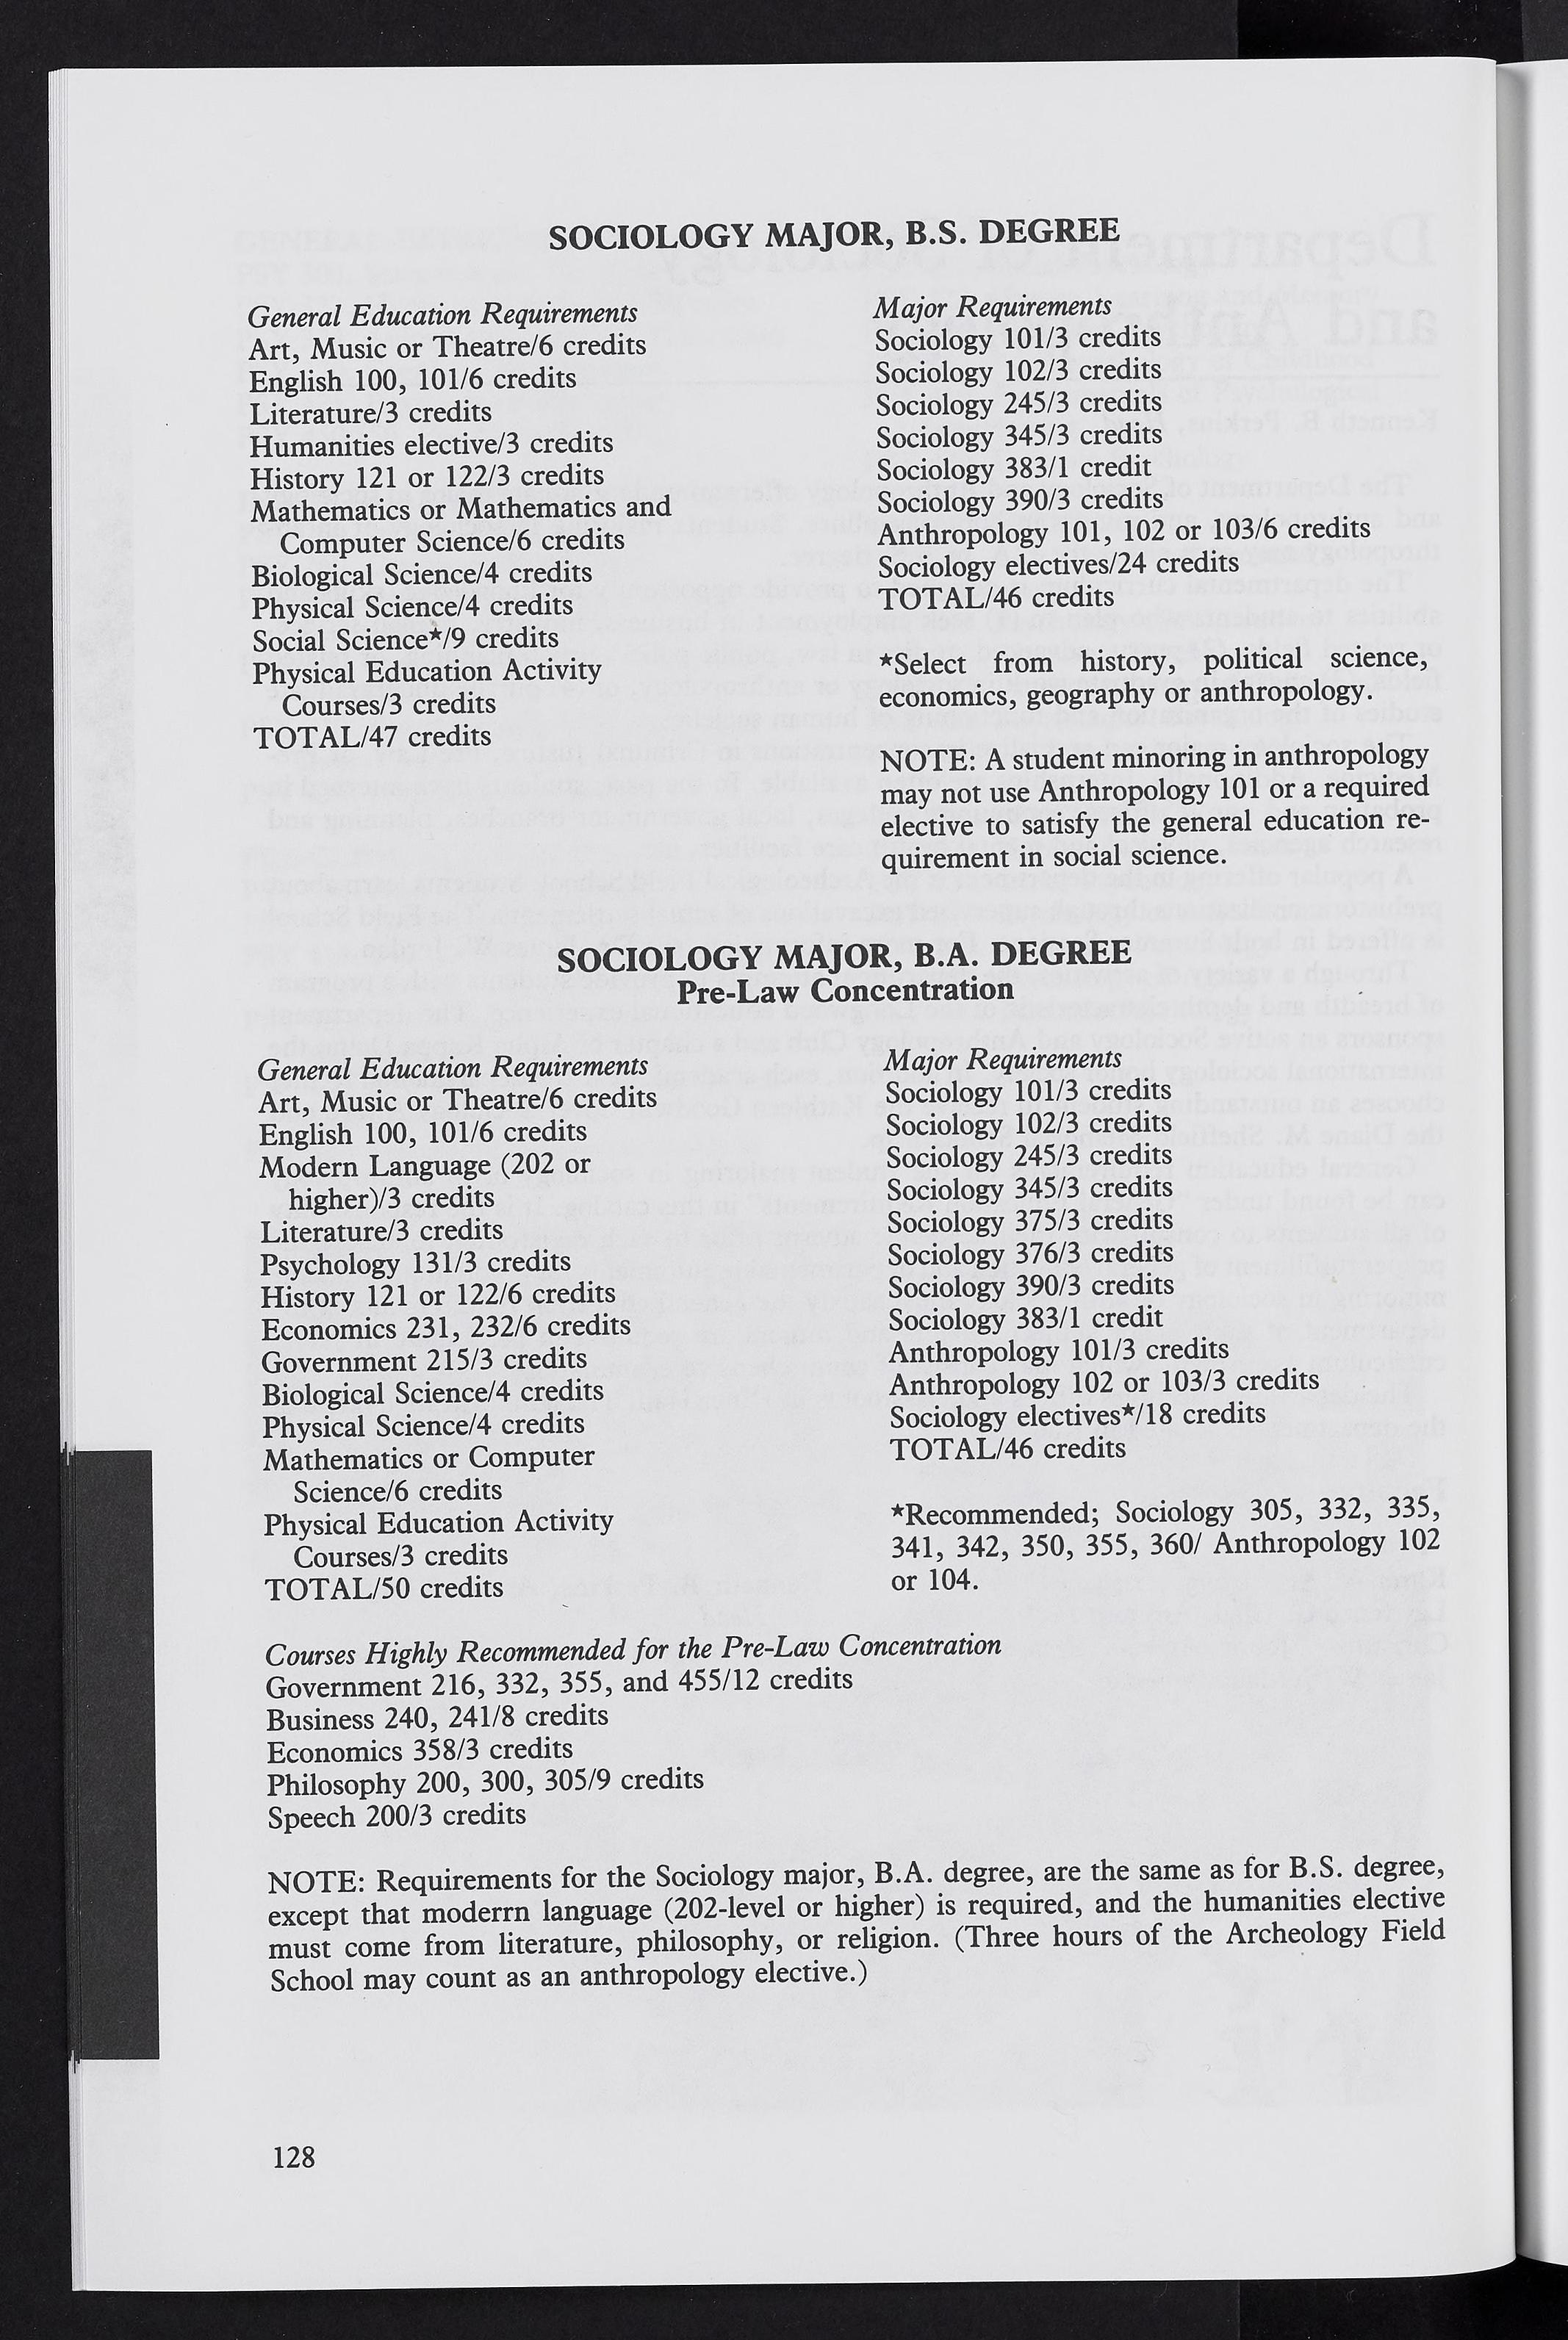 SOCIOLOGY MAJOR, B.S. DEGREE
General Education Requirements
Art, Music or Theatre/6 credits
English 100, 101/6 credits
Literature/3 credits
Humanities elective/3 credits
History 121 or 122/3 credits
Mathematics or Mathematics and
Computer Science/6 credits
Biological Science/4 credits
Physical Science/4 credits
Social Science★/9 credits
Physical Education Activity
Courses/3 credits
TOTAL/47 credits
Major Requirements
Sociology 101/3 credits
Sociology 102/3 credits
Sociology 245/3 credits
Sociology 345/3 credits
Sociology 383/1 credit
Sociology 390/3 credits
Anthropology 101, 102 or 103/6 credits
Sociology electives/24 credits
TOTAL/46 credits
★Select from history, political science,
economics, geography or anthropology.
NOTE: A student minoring in anthropology
may not use Anthropology 101 or a required
elective to satisfy the general education re-
quirement in social science.
SOCIOLOGY MAJOR, B.A. DEGREE
Pre-Law Concentration
General Education Requirements
Art, Music or Theatre/6 credits
English 100, 101/6 credits
Modern Language (202 or
higher)/3 credits
Literature/3 credits
Psychology 131/3 credits
History 121 or 122/6 credits
Economics 231, 232/6 credits
Government 215/3 credits
Biological Science/4 credits
Physical Science/4 credits
Mathematics or Computer
Science/6 credits
Physical Education Activity
Courses/3 credits
TOTAL/50 credits
Major Requirements
Sociology 101/3 credits
Sociology 102/3 credits
Sociology 245/3 credits
Sociology 345/3 credits
Sociology 375/3 credits
Sociology 376/3 credits
Sociology 390/3 credits
Sociology 383/1 credit
Anthropology 101/3 credits
Anthropology 102 or 103/3 credits
Sociology electives★/18 credits
TOTAL/46 credits
★Recommended; Sociology 305, 332, 335,
341, 342, 350, 355, 360/ Anthropology 102
or 104.
Courses Highly Recommended for the Pre-Law Concentration
Government 216, 332, 355, and 455/12 credits
Business 240, 241/8 credits
Economics 358/3 credits
Philosophy 200, 300, 305/9 credits
Speech 200/3 credits
NOTE: Requirements for the Sociology major, B.A. degree, are the same as for B.S. degree,
except that moderrn language (202-level or higher) is required, and the humanities elective
must come from literature, philosophy, or religion. (Three hours of the Archeology Field
School may count as an anthropology elective.)
128